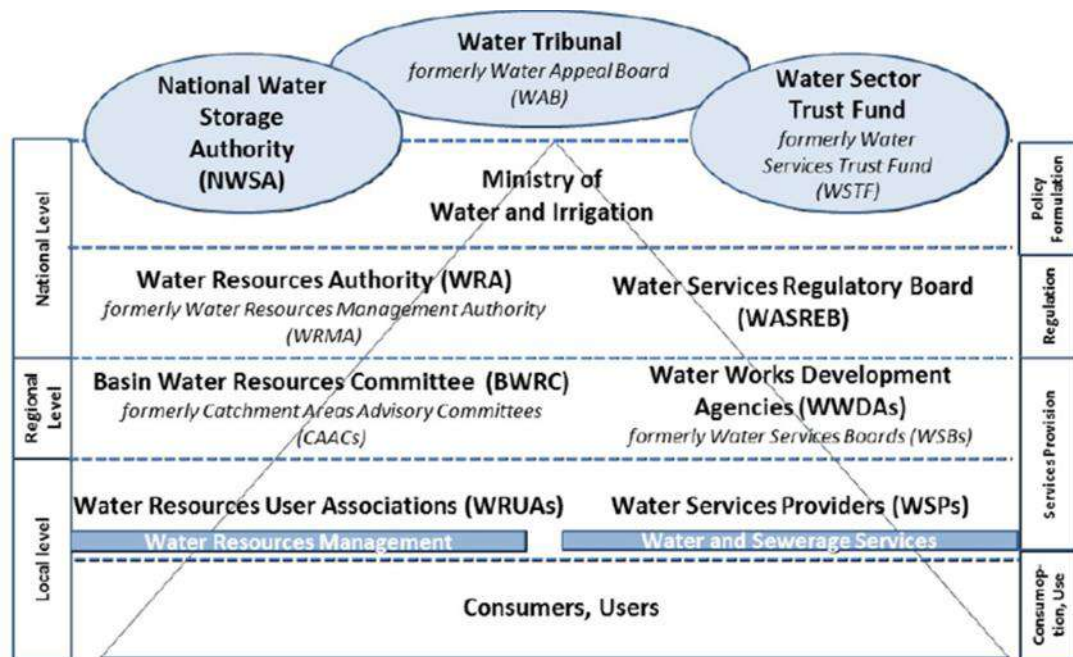 Water Tribunal
formerly Water Appeal Board
(WAB)
National Water
Storage
Authority
(NWSA)
Water Sector
Trust Fund
formerly Water
Services Trust Fund
(WSTF)
Ministry of
Water and Irrigation
National Level
Policy
Formulation
Water Resources Authority (WRA)
formerly Water Resources Management Authority
(WRMA)
Water Services Regulatory Board
(WASREB)
Regulation
Regional
Level
Basin Water Resources Committee (BWRC)
formerly Catchment Areas Advisory Committees
(CAACs)
Water Works Development
Agencies (WWDAs)
formerly Water Services Boards (WSBs)
Services Provision
Local level
Water Resources User Associations (WRUAs)
Water Services Providers (WSPs)
Water Resources Management
Water and Sewerage Services
Consumers, Users
Consumop-
tion, Use